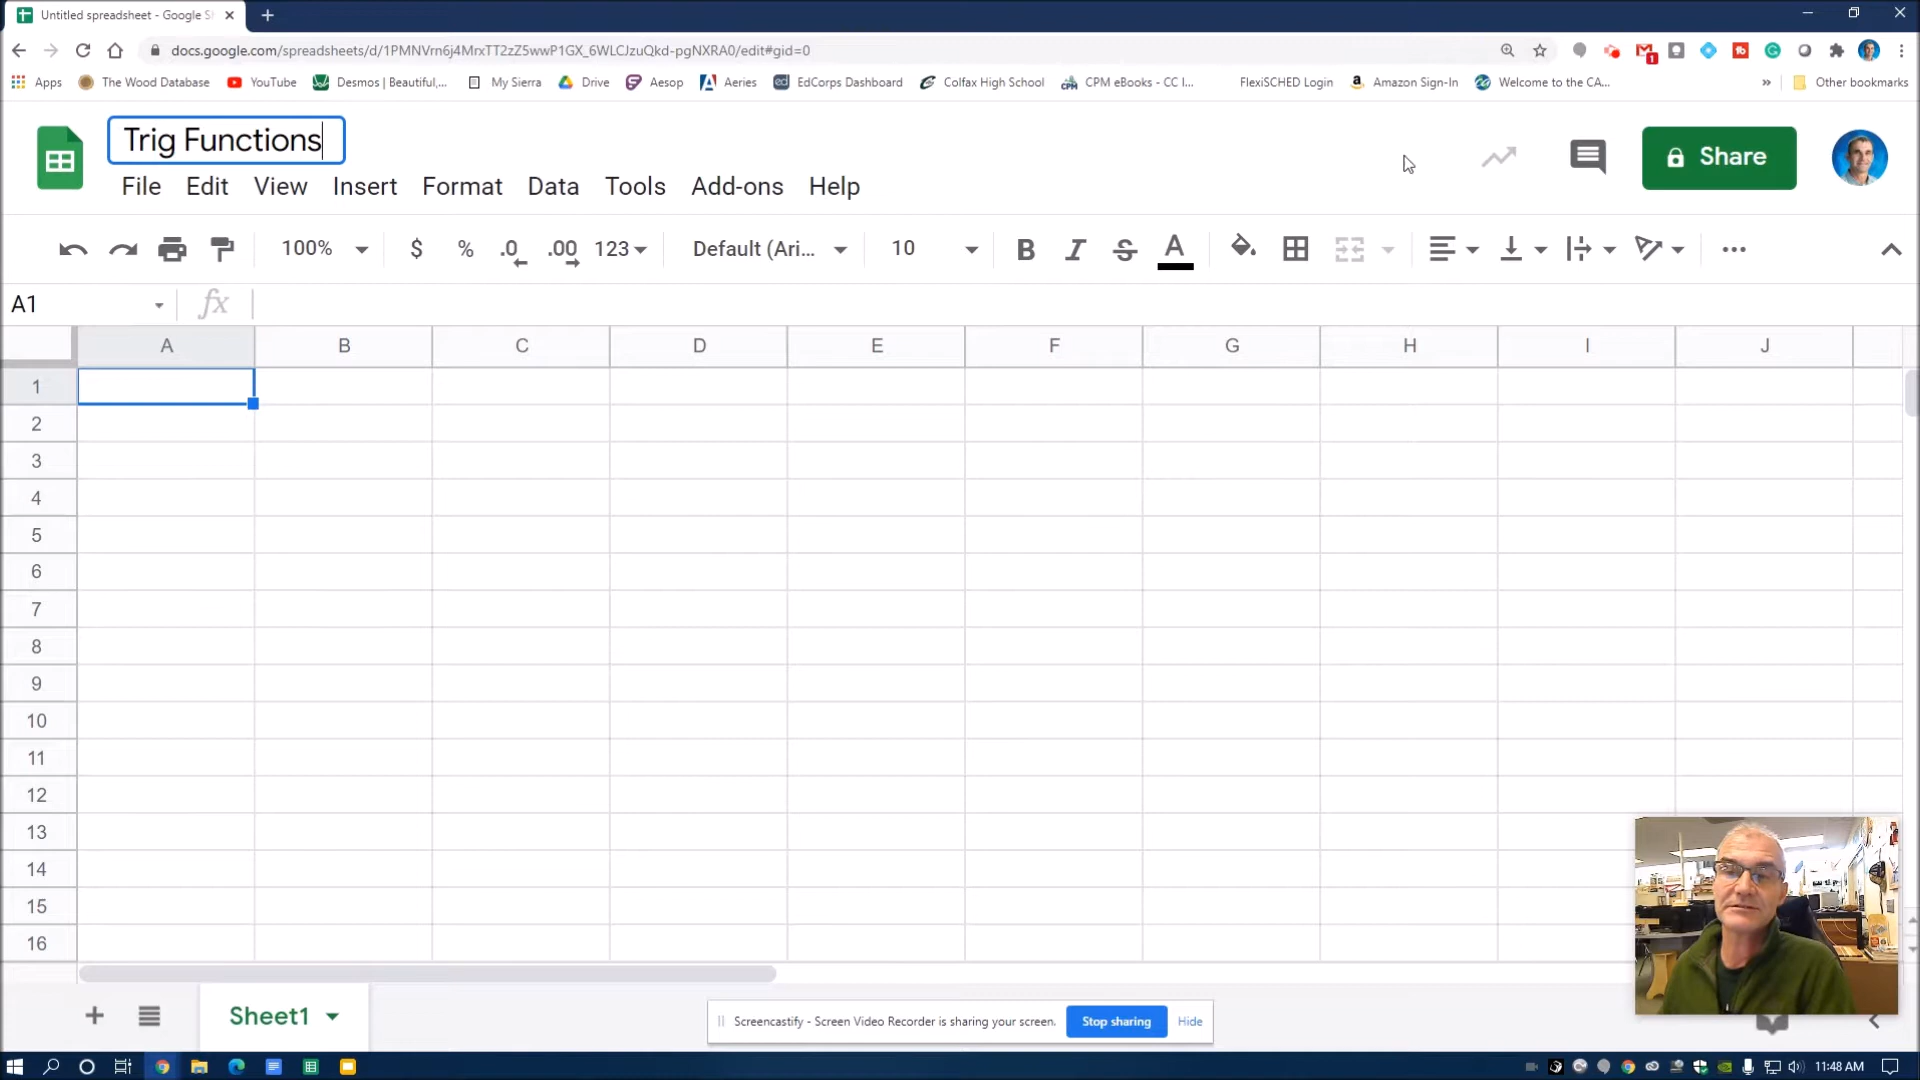 Untitled spreadsheet - Google S
docs.google.com/spreadsheets/d/1PMNVrn6j4MrxTT2zZ5wwP1GX_6WLCJzuQkd-pgNXRA0/edit#gid=0
1
Apps The Wood Database YouTube Desmos | Beautiful,... My Sierra Drive Aesop Aeries EdCorps Dashboard Colfax High School CPM eBooks - CC I... FlexiSCHED Login Amazon Sign-In Welcome to the CA... » Other bookmarks
Trig Functions
Share
File Edit View Insert Format Data Tools Add-ons Help
100% $ % .0 .00 123 Default (Ari... 10 B I S A
A1 fx
A B C D E F G H I J
1
2
3
4
5
6
7
8
9
10
11
12
13
14
15
16
Sheet1
Screencastify - Screen Video Recorder is sharing your screen. Stop sharing Hide
11:48 AM